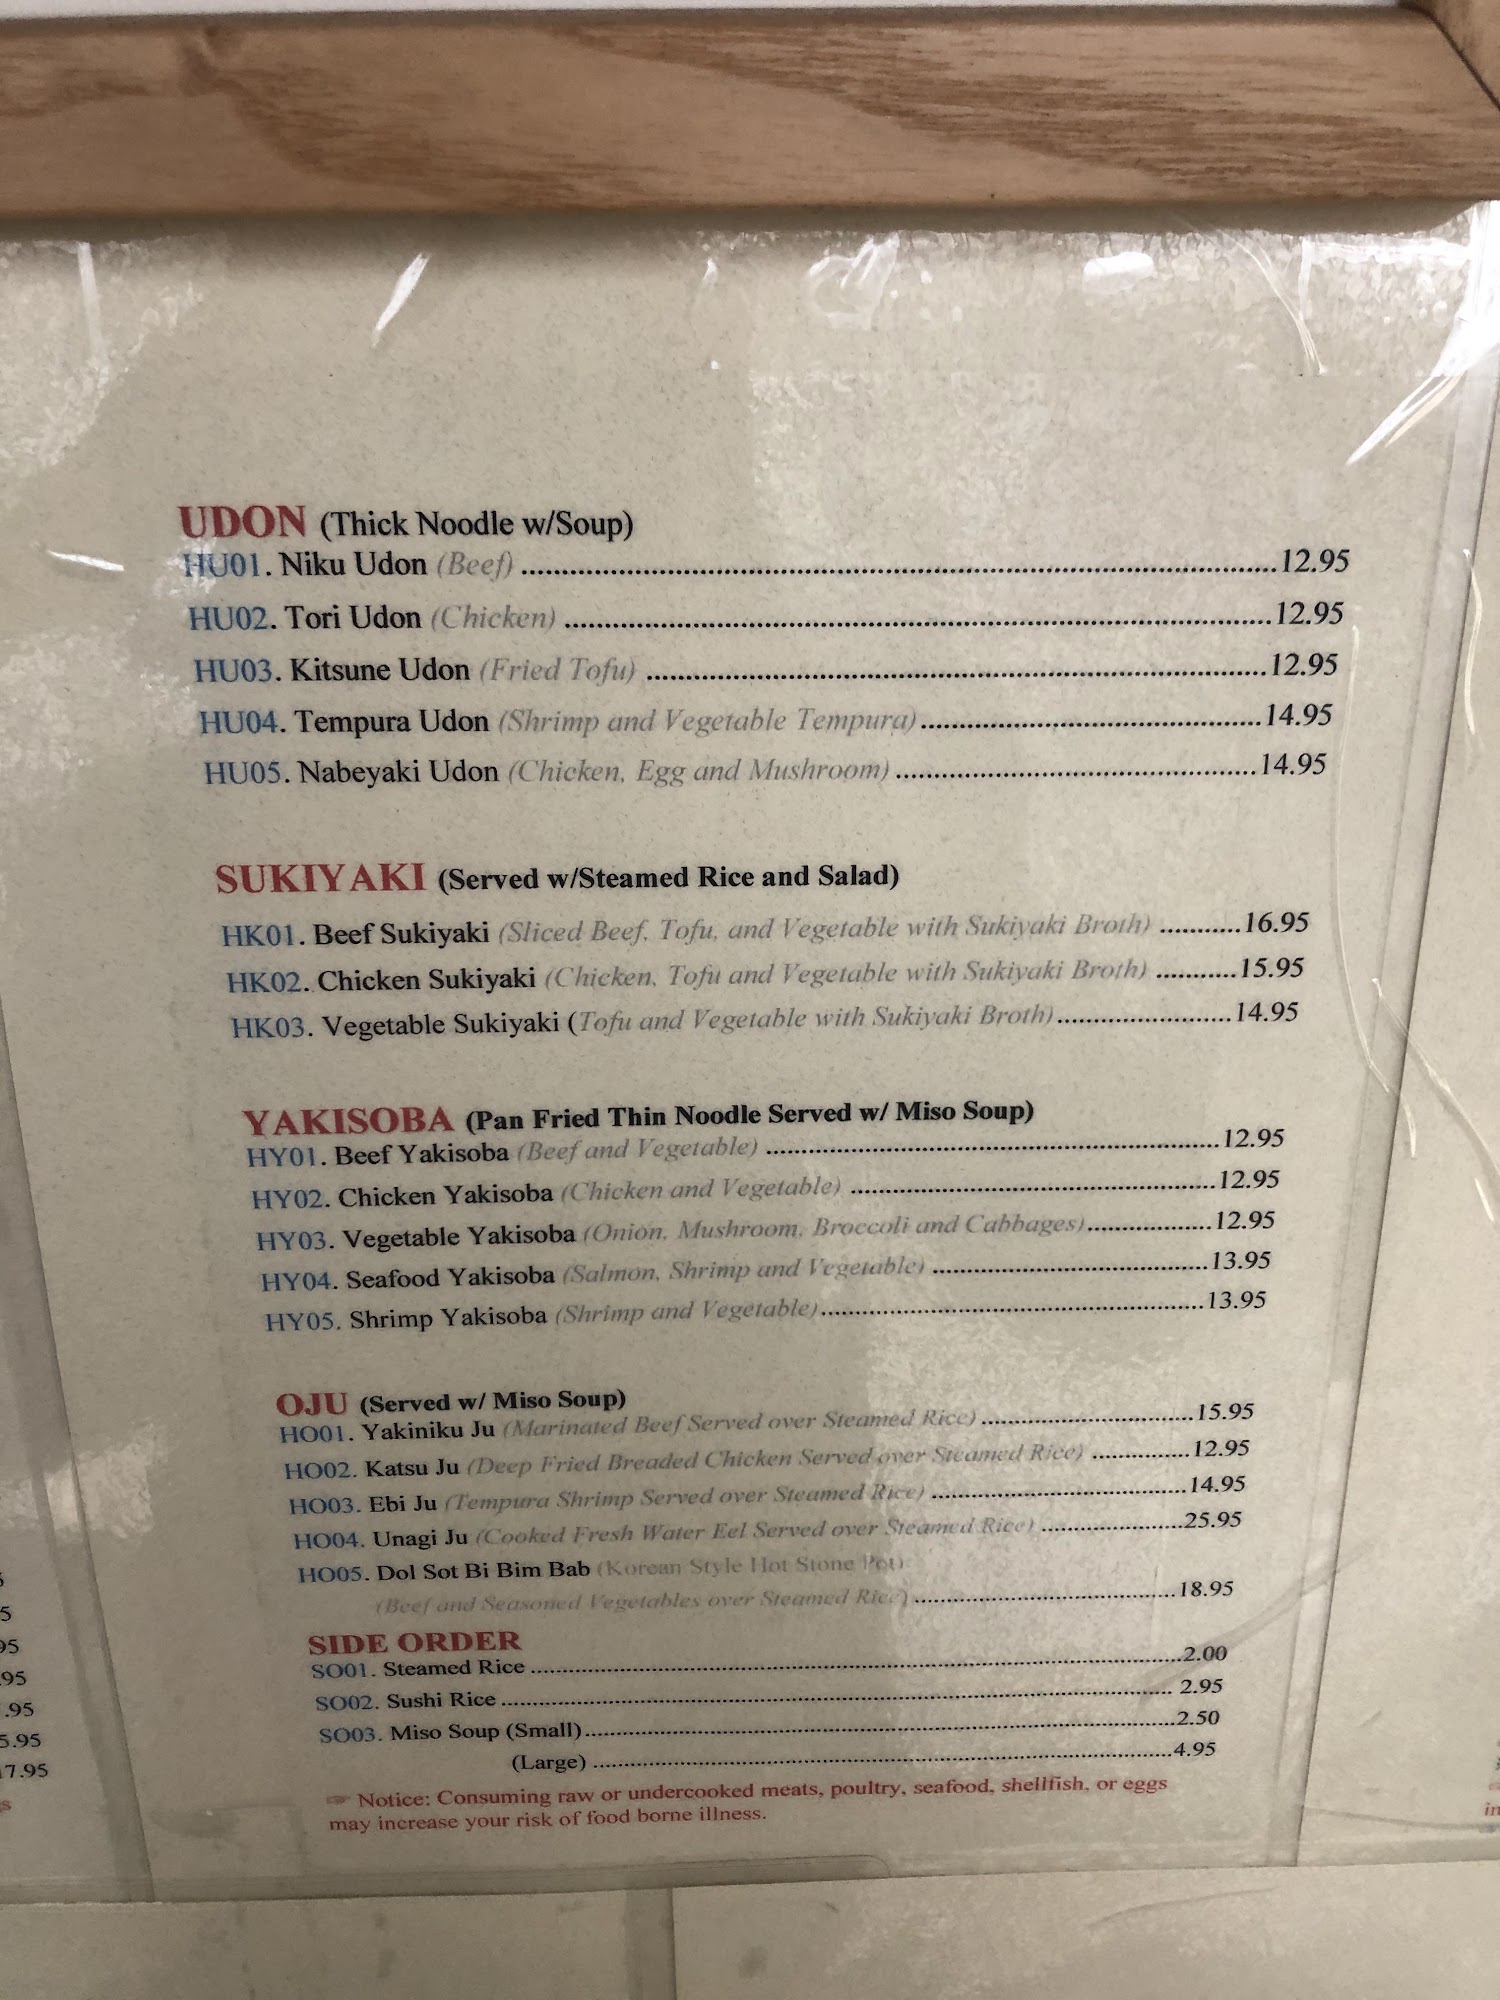 UDON (Thick Noodle w/Soup)
HU01. Niku Udon (Beef) ....................12.95
HU02. Tori Udon (Chicken) ....................12.95
HU03. Kitsune Udon (Fried Tofu) ....................12.95
HU04. Tempura Udon (Shrimp and Vegetable Tempura)....................14.95
HU05. Nabeyaki Udon (Chicken, Egg and Mushroom)....................14.95
SUKIYAKI (Served w/Steamed Rice and Salad)
HK01. Beef Sukiyaki (Sliced Beef, Tofu, and Vegetable with Sukiyaki Broth) ...........16.95
HK02. Chicken Sukiyaki (Chicken, Tofu and Vegetable with Sukiyaki Broth) ...........15.95
HK03. Vegetable Sukiyaki (Tofu and Vegetable with Sukiyaki Broth)....................14.95
YAKISOBA (Pan Fried Thin Noodle Served w/ Miso Soup)
HY01. Beef Yakisoba (Beef and Vegetable) ....................12.95
HY02. Chicken Yakisoba (Chicken and Vegetable) ....................12.95
HY03. Vegetable Yakisoba (Onion, Mushroom, Broccoli and Cabbages)....................12.95
HY04. Seafood Yakisoba (Salmon, Shrimp and Vegetable) ....................13.95
HY05. Shrimp Yakisoba (Shrimp and Vegetable)....................13.95
OJU (Served w/ Miso Soup)
HO01. Yakiniku Ju (Marinated Beef Served over Steamed Rice) ....................15.95
HO02. Katsu Ju (Deep Fried Breaded Chicken Served over Steamed Rice) ...........12.95
HO03. Ebi Ju (Tempura Shrimp Served over Steamed Rice) ....................14.95
HO04. Unagi Ju (Cooked Fresh Water Eel Served over Steamed Rice) ....................25.95
HO05. Dol Sot Bi Bim Bab (Korean Style Hot Stone Pot)
(Beef and Seasoned Vegetables over Steamed Rice) ....................18.95
SIDE ORDER
SO01. Steamed Rice ....................2.00
SO02. Sushi Rice .................... 2.95
SO03. Miso Soup (Small)....................2.50
(Large) ....................4.95
☞ Notice: Consuming raw or undercooked meats, poultry, seafood, shellfish, or eggs
may increase your risk of food borne illness.